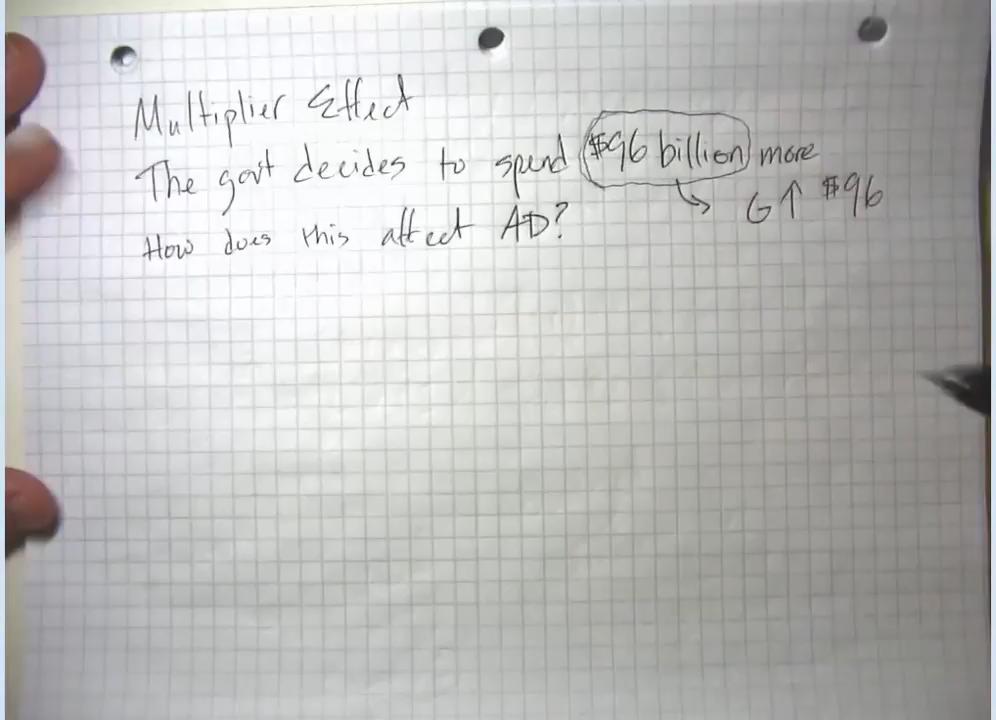 Multiplier Effect
The govt decides to spend $96 billion more
G↑ $96
How does this affect AD?